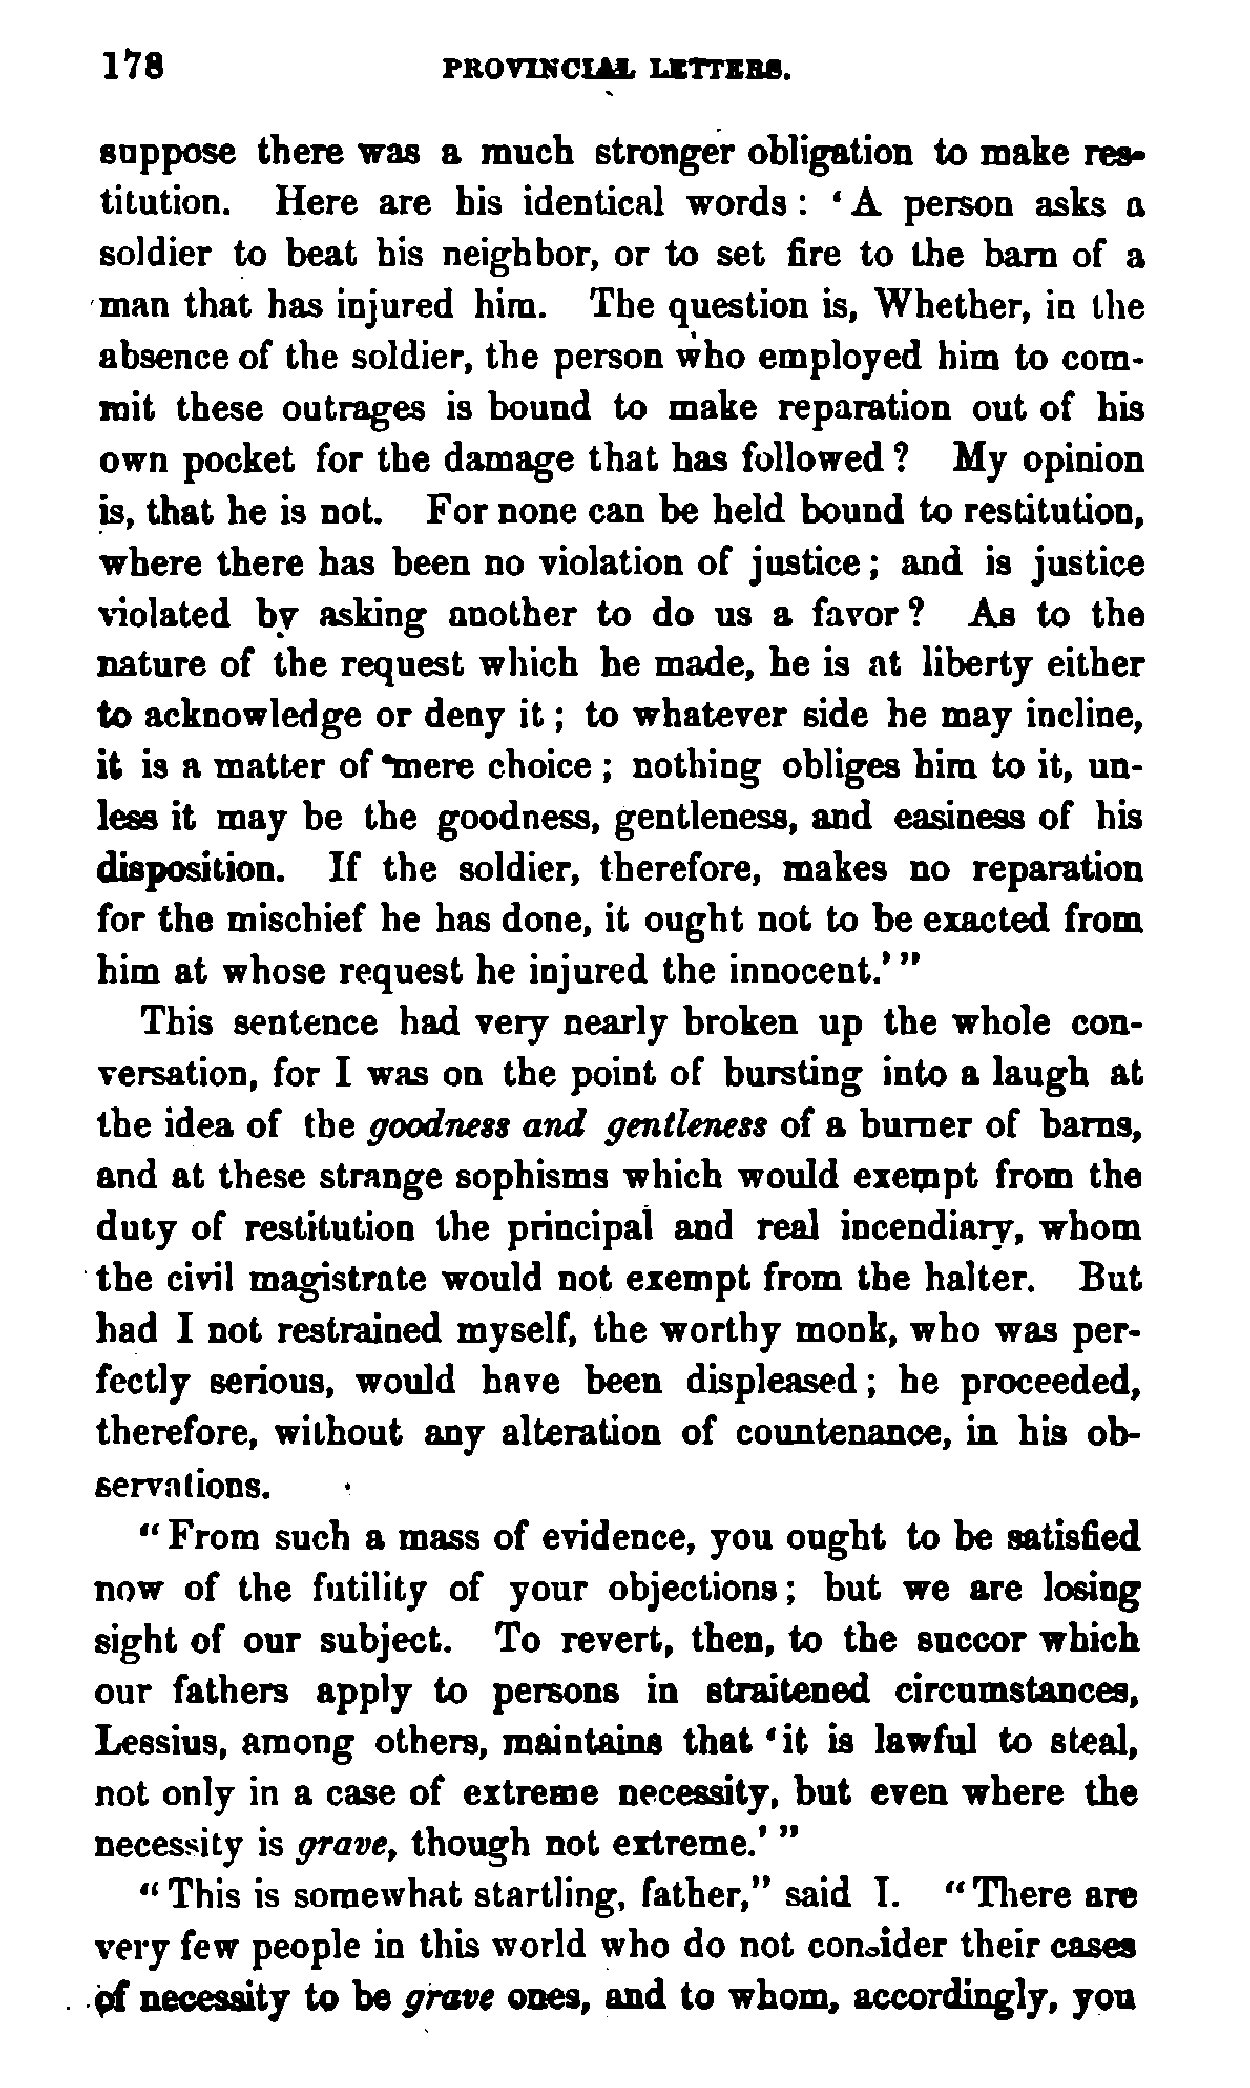 178 PROVINCIAL LETTERS.
suppose there was a much stronger obligation to make res-
titution. Here are his identical words : ‘ A person asks a
soldier to beat his neighbor, or to set fire to the barn of a
man that has injured him. The question is, Whether, in the
absence of the soldier, the person who employed him to com-
mit these outrages is bound to make reparation out of his
own pocket for the damage that has followed ? My opinion
is, that he is not. For none can be held bound to restitution,
where there has been no violation of justice ; and is justice
violated by asking another to do us a favor ? As to the
nature of the request which he made, he is at liberty either
to acknowledge or deny it ; to whatever side he may incline,
it is a matter of mere choice ; nothing obliges him to it, un-
less it may be the goodness, gentleness, and easiness of his
disposition. If the soldier, therefore, makes no reparation
for the mischief he has done, it ought not to be exacted from
him at whose request he injured the innocent.’ ”
This sentence had very nearly broken up the whole con-
versation, for I was on the point of bursting into a laugh at
the idea of the goodness and gentleness of a burner of barns,
and at these strange sophisms which would exempt from the
duty of restitution the principal and real incendiary, whom
the civil magistrate would not exempt from the halter. But
had I not restrained myself, the worthy monk, who was per-
fectly serious, would have been displeased ; he proceeded,
therefore, without any alteration of countenance, in his ob-
servations.
“ From such a mass of evidence, you ought to be satisfied
now of the futility of your objections ; but we are losing
sight of our subject. To revert, then, to the succor which
our fathers apply to persons in straitened circumstances,
Lessius, among others, maintains that ‘ it is lawful to steal,
not only in a case of extreme necessity, but even where the
necessity is grave, though not extreme.’ ”
“ This is somewhat startling, father,” said I. “ There are
very few people in this world who do not consider their cases
of necessity to be grave ones, and to whom, accordingly, you